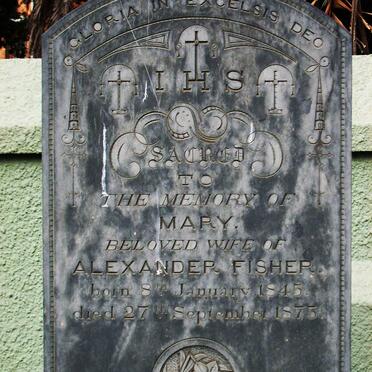 GLORIA IN EXCELSIS DEO
IHS
SACRED
TO
THE MEMORY OF
MARY.
BELOVED WIFE OF
ALEXANDER FISHER.
born 8th January 1845.
died 27th September 1875.